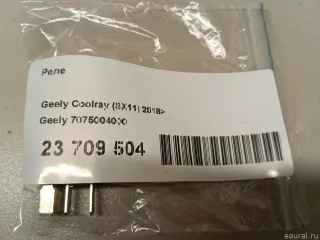 Реле
Geely Coolray (SX11) 2018>
Geely 7075004000
23 709 504
eaural.ru